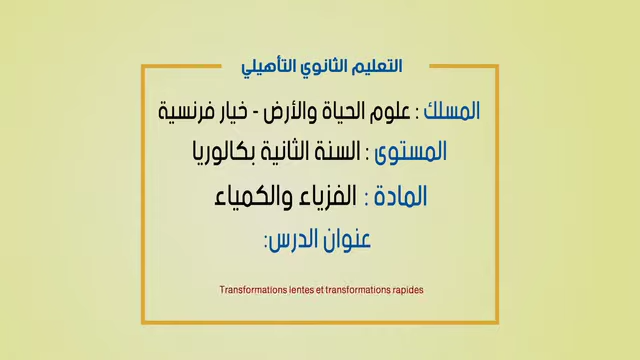 التعليم الثانوي التأهيلي
المسلك : علوم الحياة والأرض - خيار فرنسية
المستوى : السنة الثانية بكالوريا
المادة : الفزياء والكمياء
عنوان الدرس:
Transformations lentes et transformations rapides